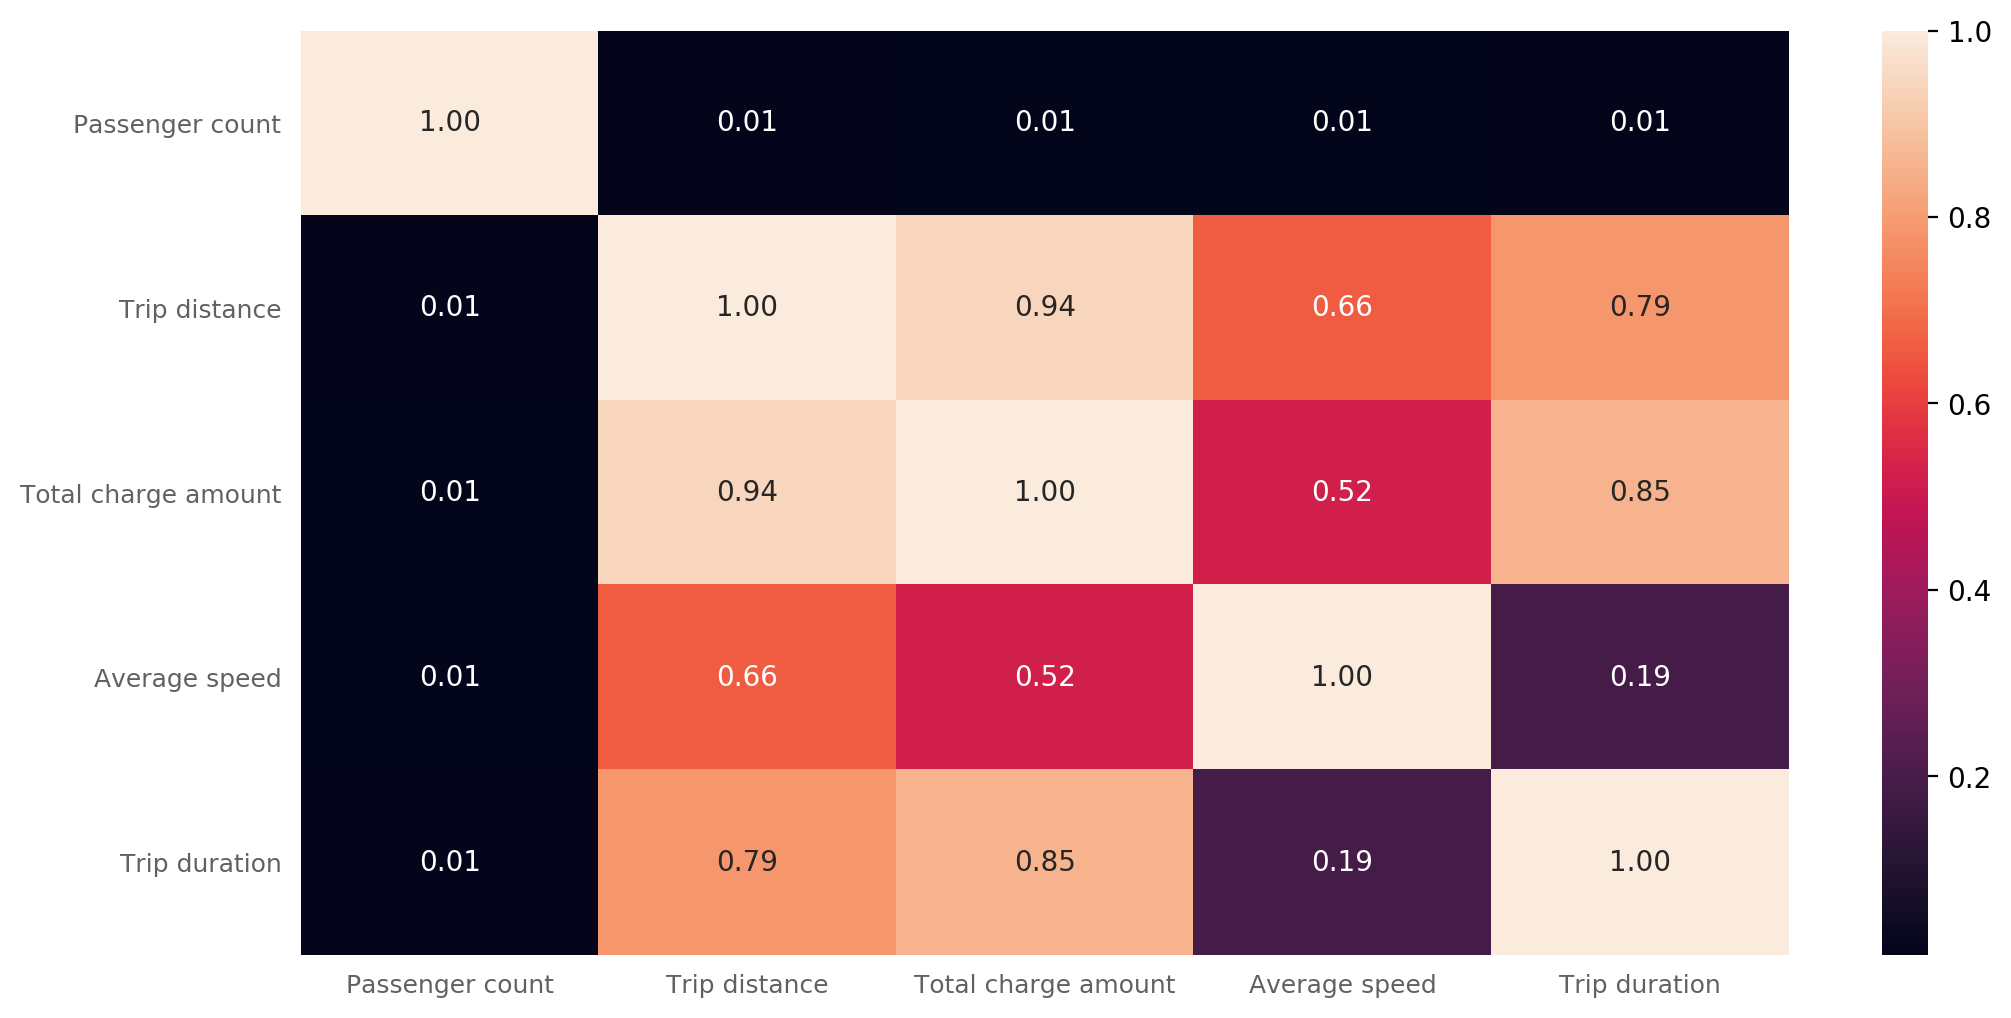 Passenger count 1.00 0.01 0.01 0.01 0.01
Trip distance 0.01 1.00 0.94 0.66 0.79
Total charge amount 0.01 0.94 1.00 0.52 0.85
Average speed 0.01 0.66 0.52 1.00 0.19
Trip duration 0.01 0.79 0.85 0.19 1.00
Passenger count Trip distance Total charge amount Average speed Trip duration
1.0
0.8
0.6
0.4
0.2